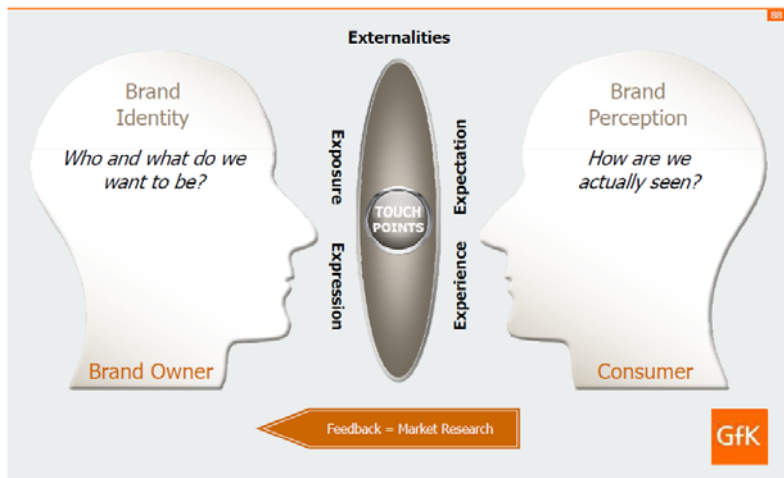 88
Externalities
Brand
Identity
Who and what do we
want to be?
Brand Owner
Exposure
Expression
TOUCH
POINTS
Expectation
Experience
Brand
Perception
How are we
actually seen?
Consumer
Feedback = Market Research
GfK